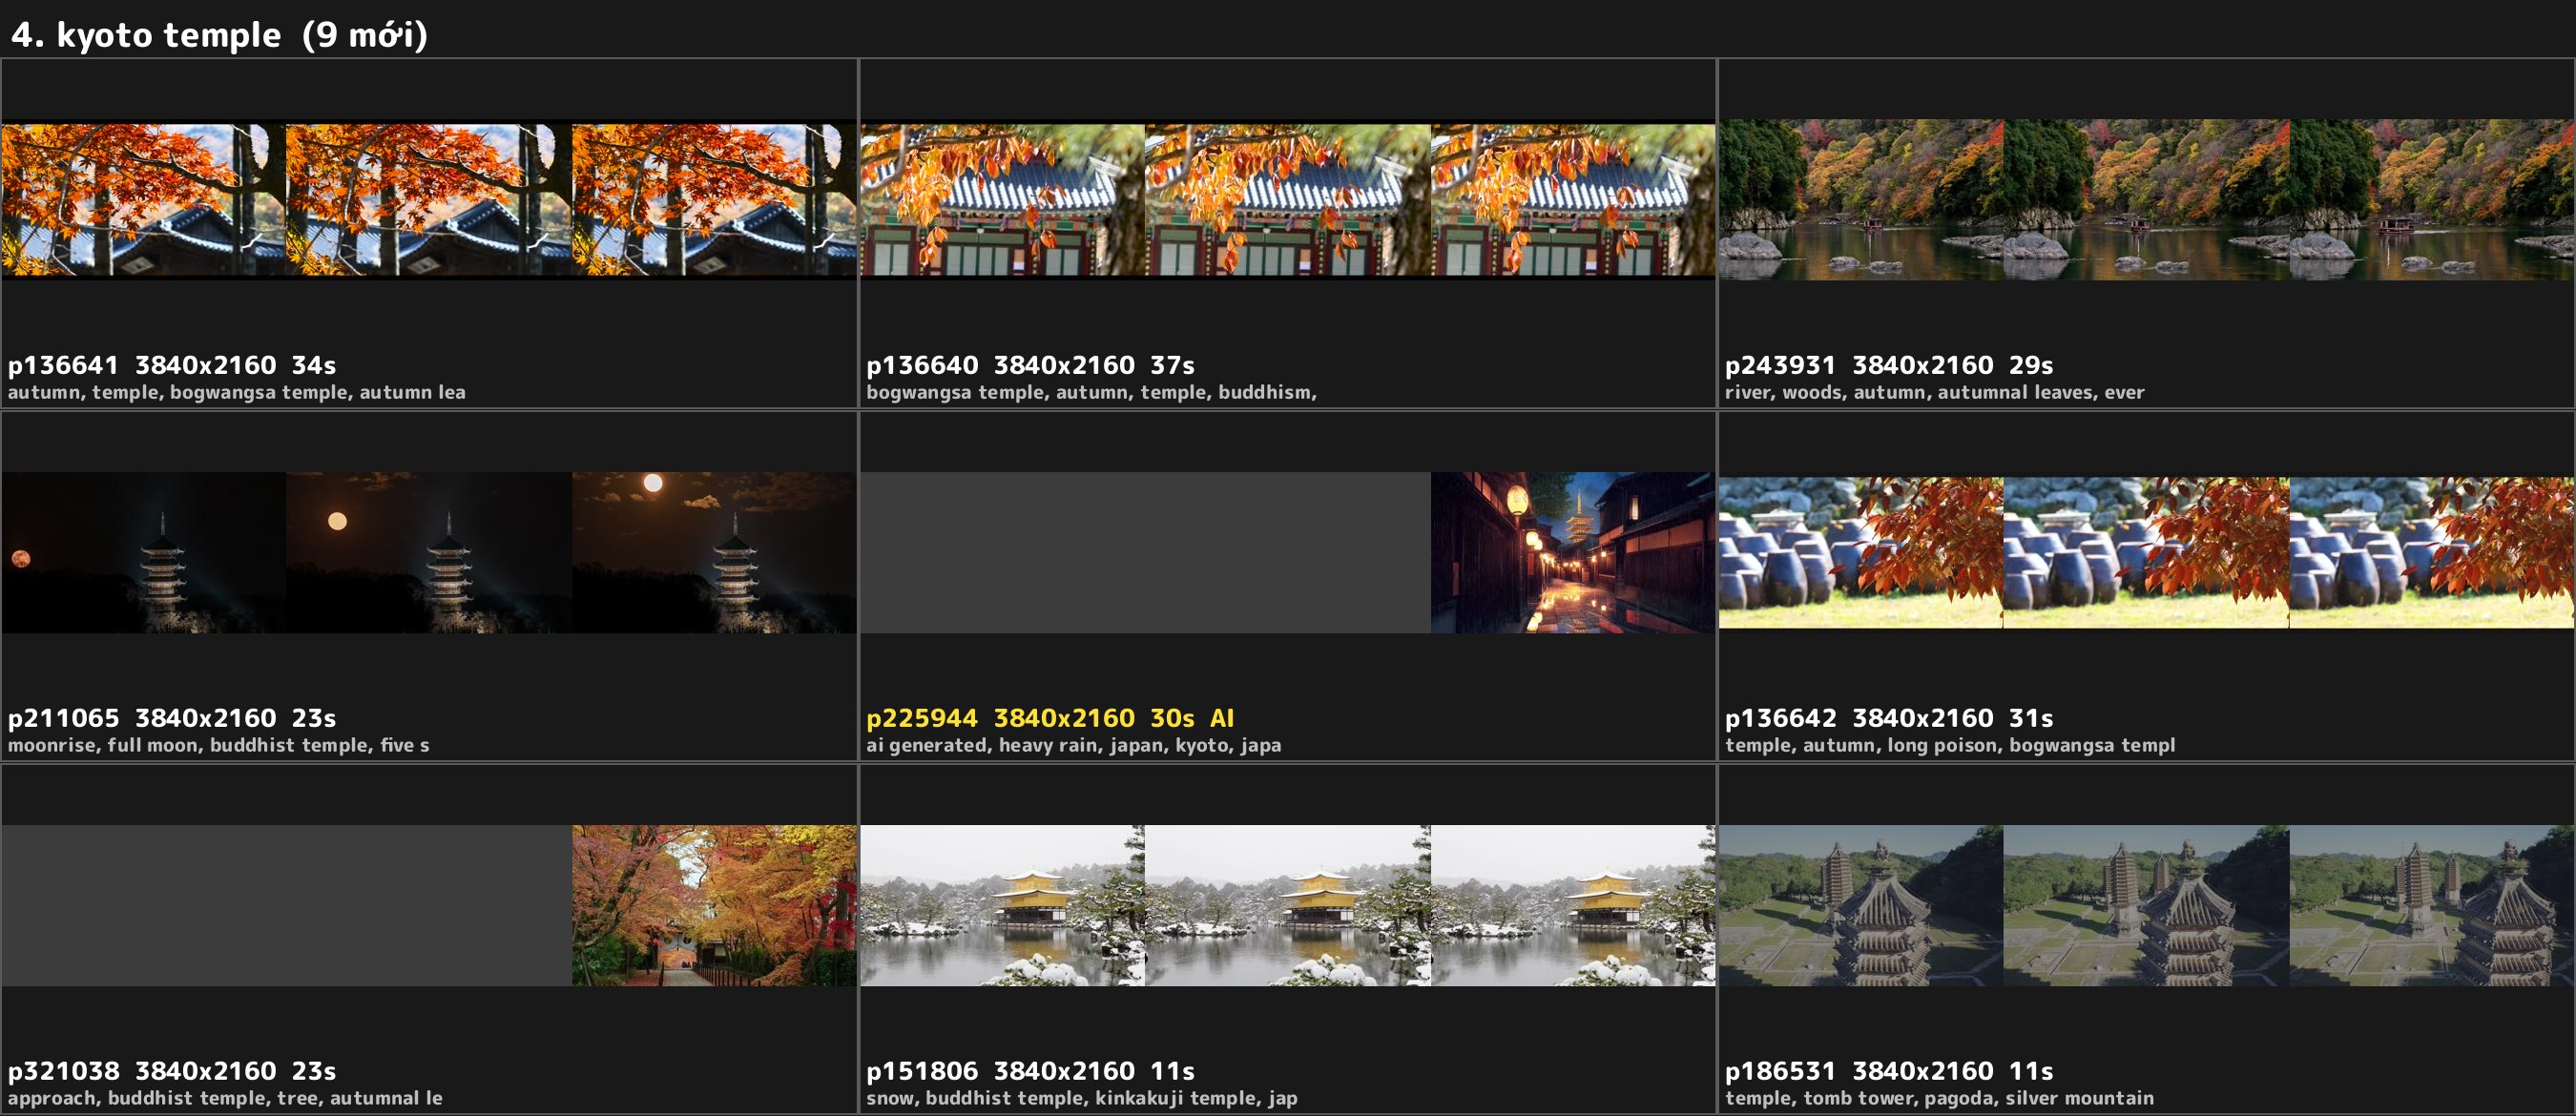 4. kyoto temple (9 mới)
p136641 3840x2160 34s
autumn, temple, bogwangsa temple, autumn lea
p136640 3840x2160 37s
bogwangsa temple, autumn, temple, buddhism,
p243931 3840x2160 29s
river, woods, autumn, autumnal leaves, ever
p211065 3840x2160 23s
moonrise, full moon, buddhist temple, five s
p225944 3840x2160 30s AI
ai generated, heavy rain, japan, kyoto, japa
p136642 3840x2160 31s
temple, autumn, long poison, bogwangsa templ
p321038 3840x2160 23s
approach, buddhist temple, tree, autumnal le
p151806 3840x2160 11s
snow, buddhist temple, kinkakuji temple, jap
p186531 3840x2160 11s
temple, tomb tower, pagoda, silver mountain